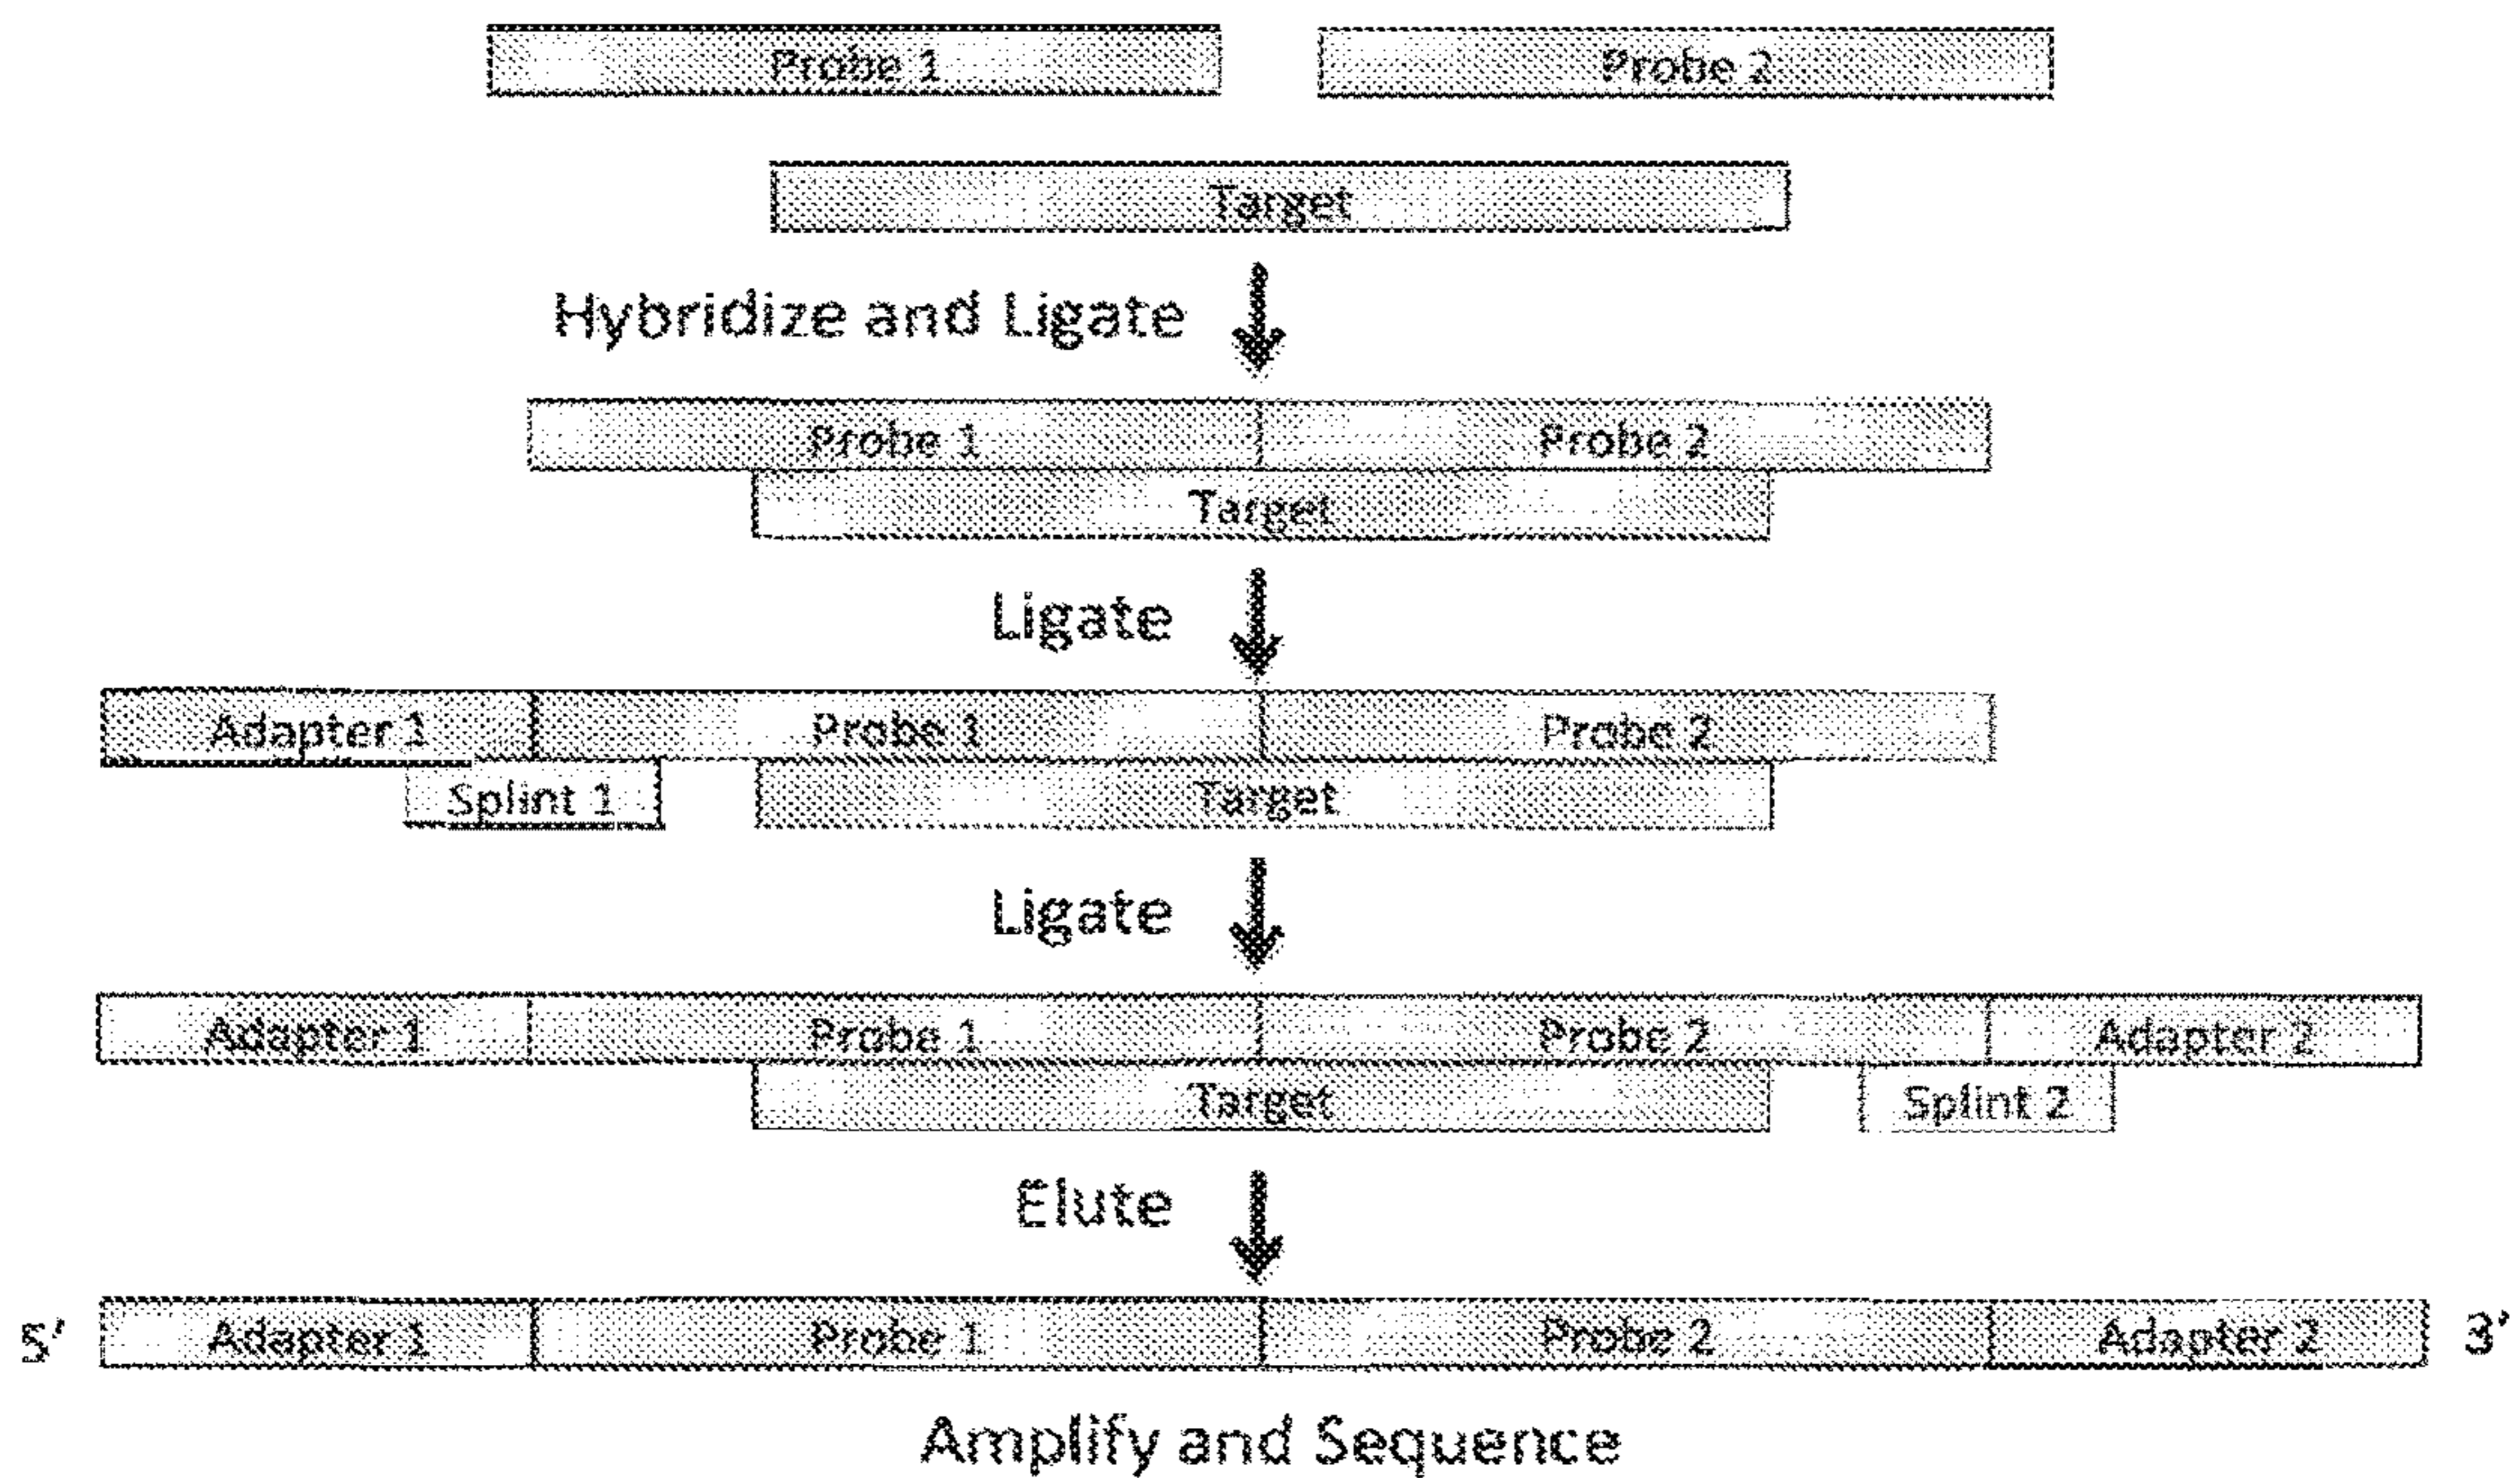 Probe 1 Probe 2
Target
Hybridize and Ligate
Probe 1 Probe 2
Target
Ligate
Adapter 1 Probe 1 Probe 2
Splint 1 Target
Ligate
Adapter 1 Probe 1 Probe 2 Adapter 2
Target Splint 2
Elute
5' Adapter 1 Probe 1 Probe 2 Adapter 2 3'
Amplify and Sequence